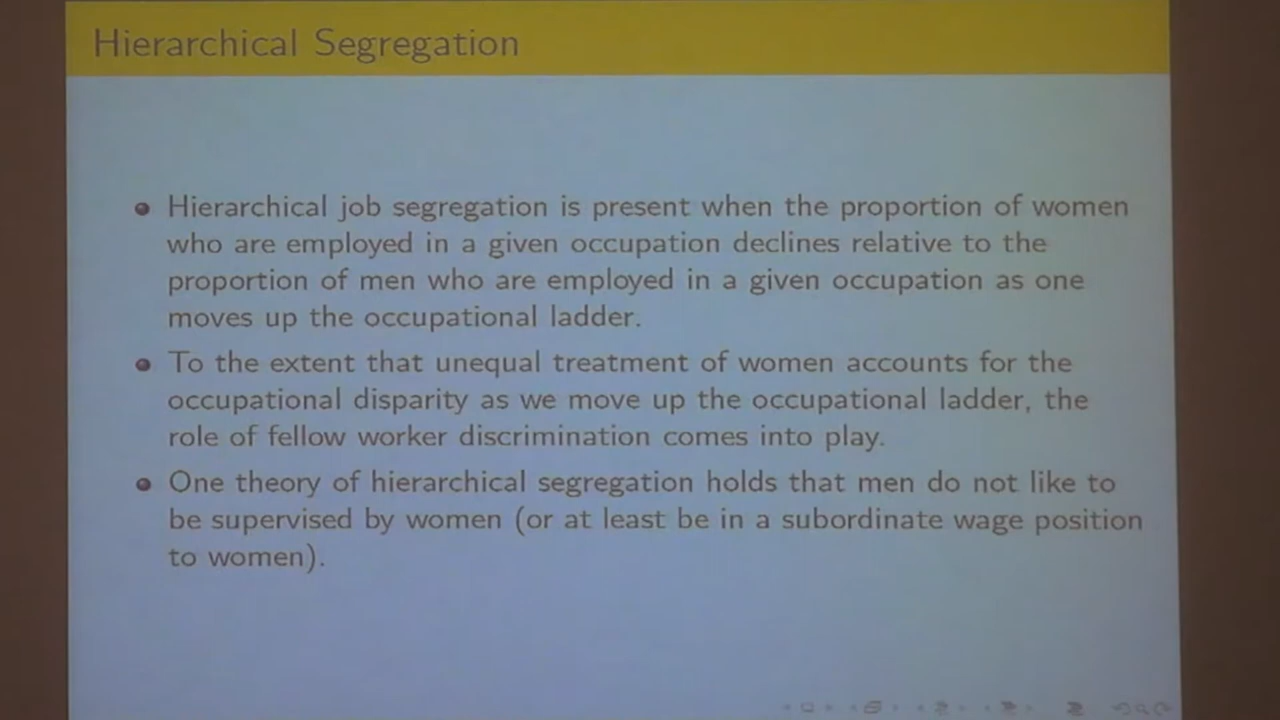 Hierarchical Segregation
Hierarchical job segregation is present when the proportion of women
who are employed in a given occupation declines relative to the
proportion of men who are employed in a given occupation as one
moves up the occupational ladder.
To the extent that unequal treatment of women accounts for the
occupational disparity as we move up the occupational ladder, the
role of fellow worker discrimination comes into play.
One theory of hierarchical segregation holds that men do not like to
be supervised by women (or at least be in a subordinate wage position
to women).